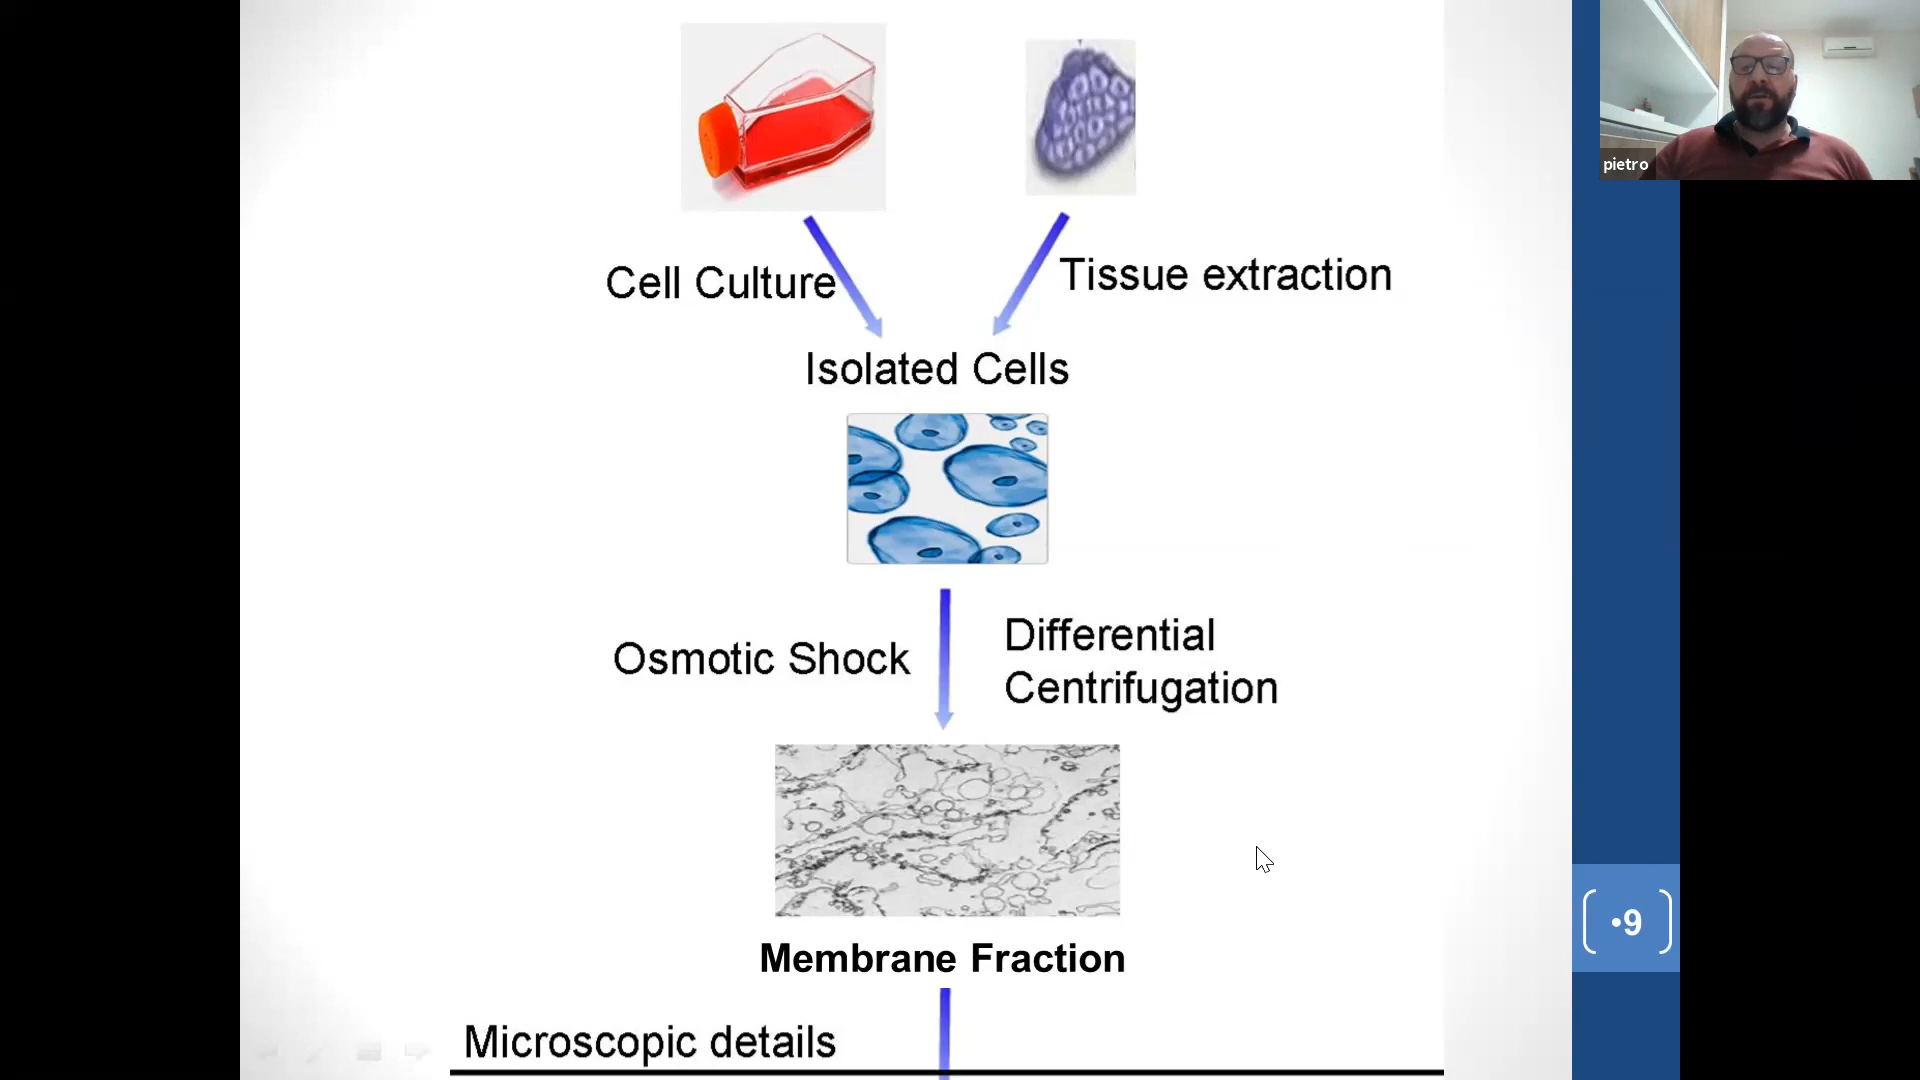 pietro
Cell Culture
Tissue extraction
Isolated Cells
Osmotic Shock
Differential
Centrifugation
Membrane Fraction
•9
Microscopic details